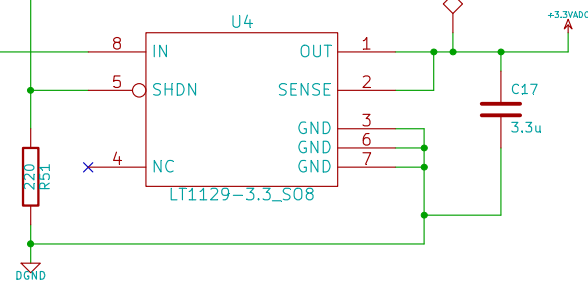 U4
+3.3VADC
8 IN OUT 1
5 SHDN SENSE 2
C17
3.3u
GND 3
GND 6
4 NC GND 7
220
R51
LT1129-3.3_SO8
DGND